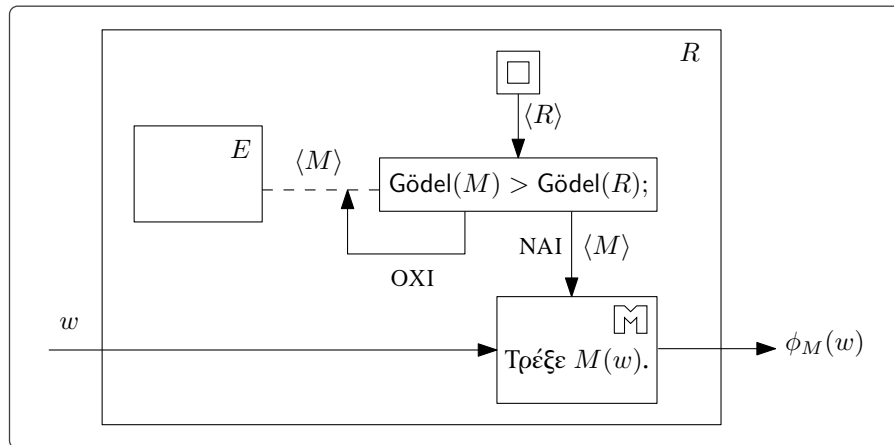 R
⟨R⟩
E
⟨M⟩
Gödel(M) > Gödel(R);
ΝΑΙ ⟨M⟩
ΟΧΙ
w
M
Τρέξε M(w).
ϕ_M(w)